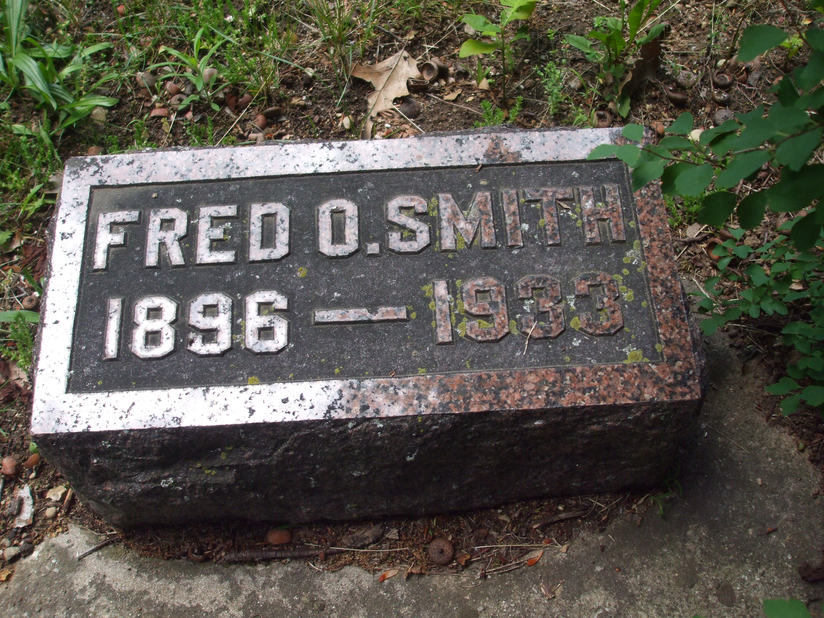 FRED O. SMITH
1896 — 1933